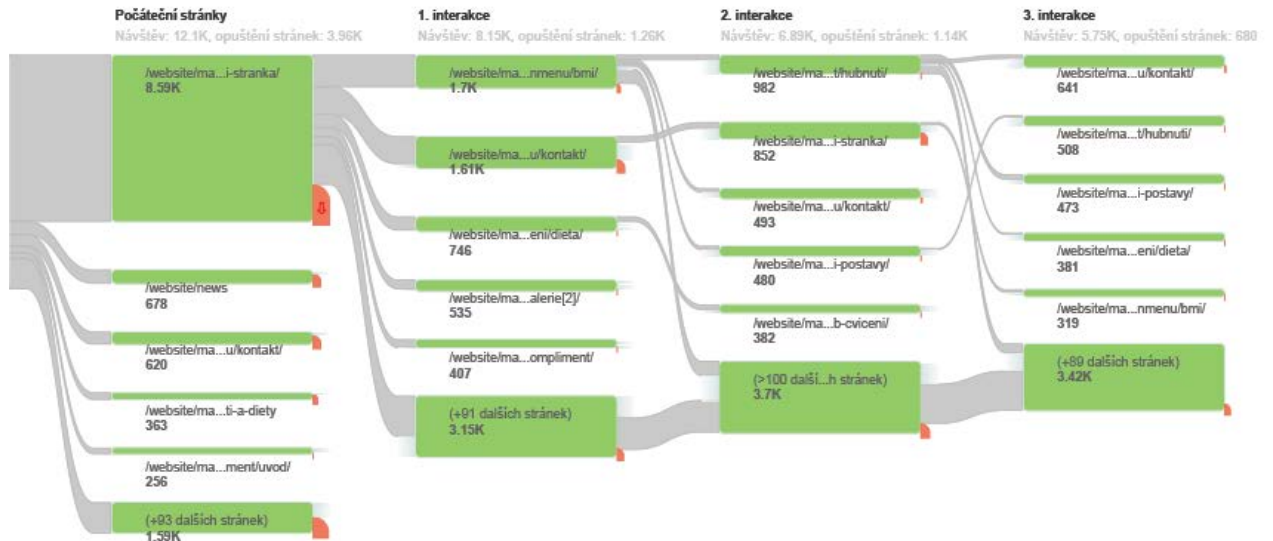 Počáteční stránky
Návštěv: 12.1K, opuštění stránek: 3.96K
/website/ma...i-stranka/
8.59K
/website/news
678
/website/ma...u/kontakt/
620
/website/ma...ti-a-diety
363
/website/ma...ment/uvod/
256
(+93 dalších stránek)
1.59K
1. interakce
Návštěv: 8.15K, opuštění stránek: 1.26K
/website/ma...nmenu/bmi/
1.7K
/website/ma...u/kontakt/
1.61K
/website/ma...eni/dieta/
746
/website/ma...alerie[2]/
535
/website/ma...ompliment/
407
(+91 dalších stránek)
3.15K
2. interakce
Návštěv: 6.89K, opuštění stránek: 1.14K
/website/ma...t/hubnuti/
982
/website/ma...i-stranka/
852
/website/ma...u/kontakt/
493
/website/ma...i-postavy/
480
/website/ma...b-cviceni/
382
(>100 další...h stránek)
3.7K
3. interakce
Návštěv: 5.75K, opuštění stránek: 680
/website/ma...u/kontakt/
641
/website/ma...t/hubnuti/
508
/website/ma...i-postavy/
473
/website/ma...eni/dieta/
381
/website/ma...nmenu/bmi/
319
(+89 dalších stránek)
3.42K